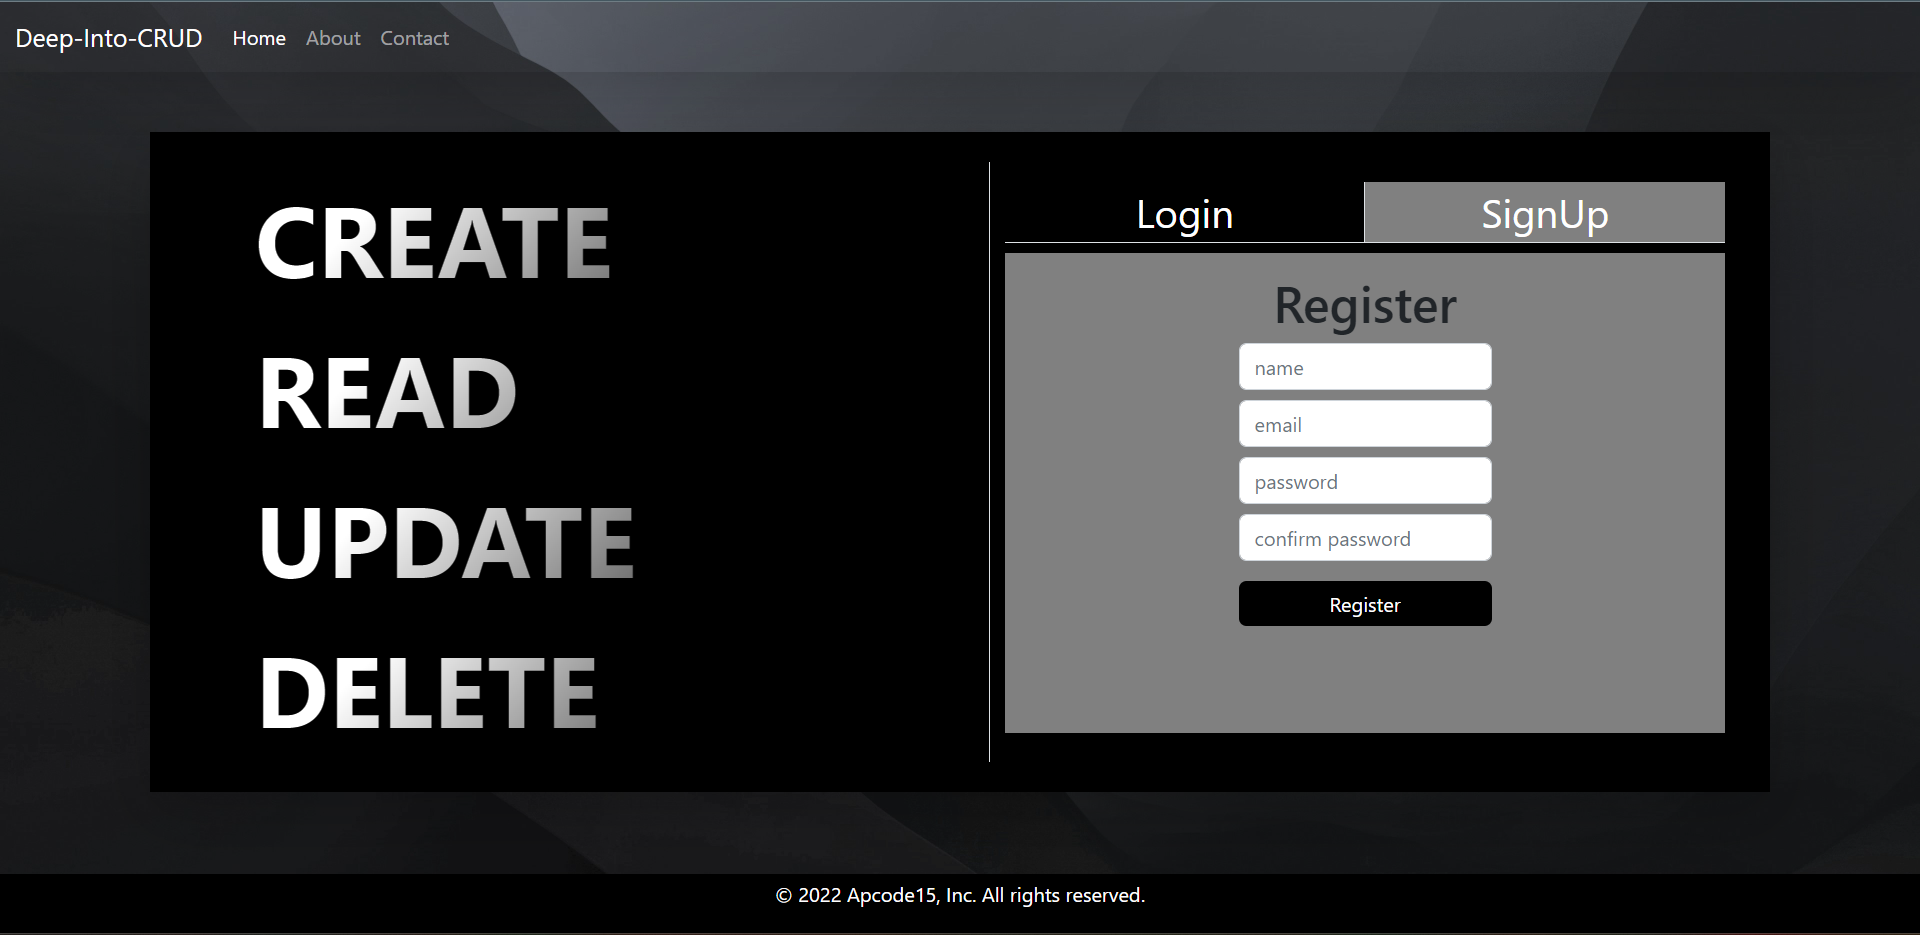 Deep-Into-CRUD Home About Contact
CREATE
READ
UPDATE
DELETE
Login SignUp
Register
name
email
password
confirm password
Register
© 2022 Apcode15, Inc. All rights reserved.